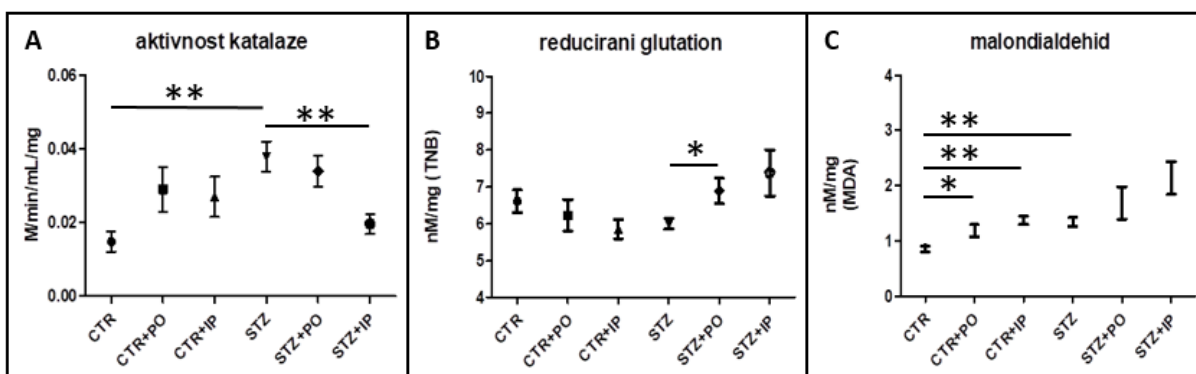 A aktivnost katalaze
M/min/mL/mg
0.06
0.04
0.02
0.00
** **
CTR CTR+PO CTR+IP STZ STZ+PO STZ+IP
B reducirani glutation
nM/mg (TNB)
10
9
8
7
6
5
4
*
CTR CTR+PO CTR+IP STZ STZ+PO STZ+IP
C malondialdehid
nM/mg
(MDA)
4
3
2
1
0
**
**
*
CTR CTR+PO CTR+IP STZ STZ+PO STZ+IP